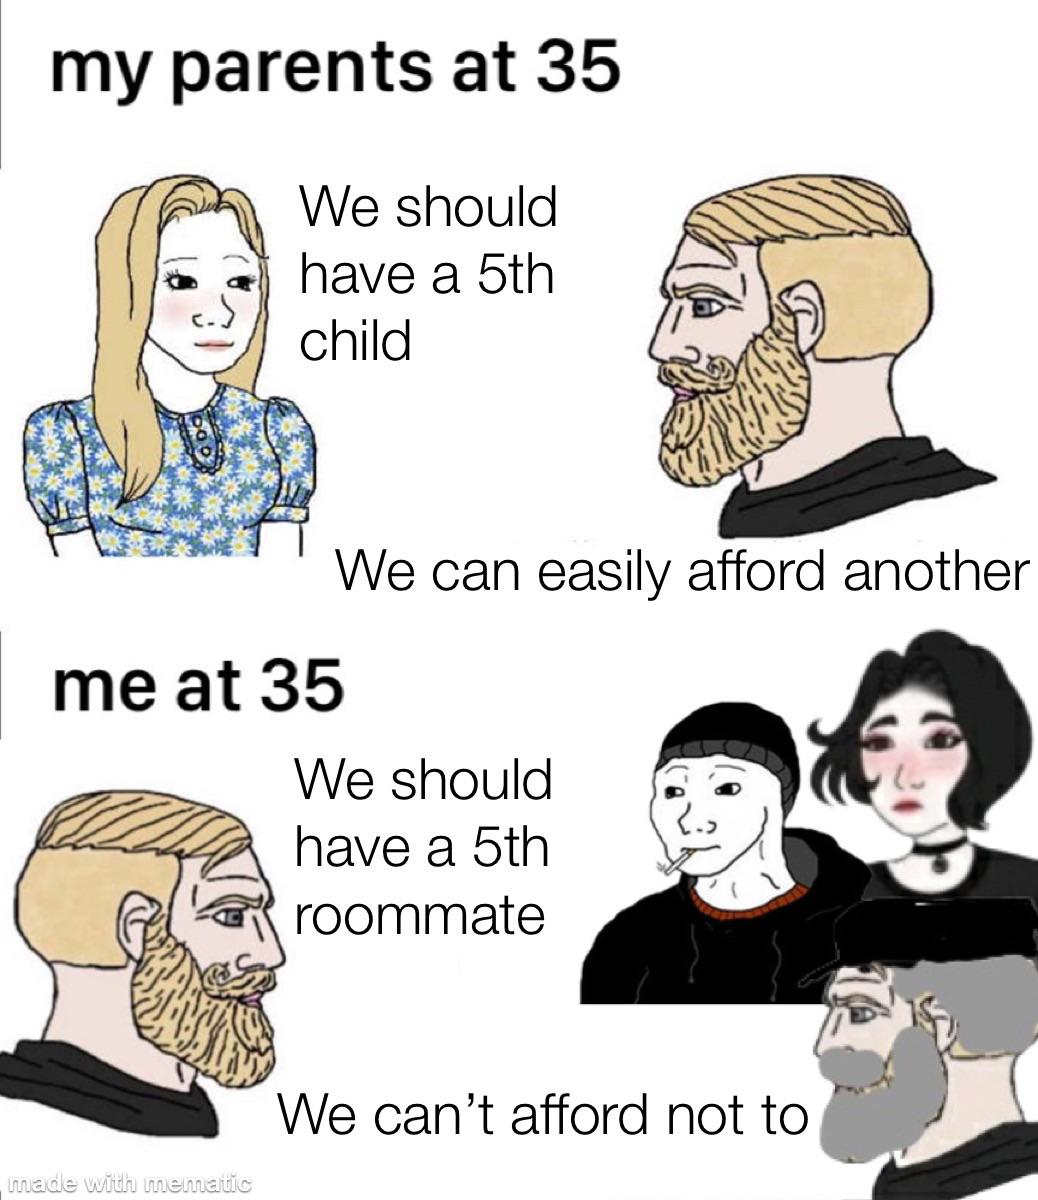 my parents at 35
We should
have a 5th
child
We can easily afford another
me at 35
We should
have a 5th
roommate
We can’t afford not to
made with mematic